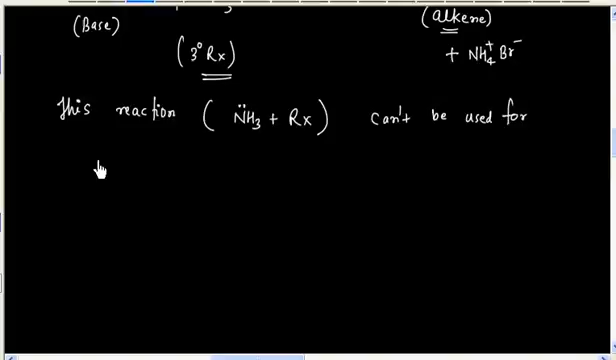 (Base)
(alkene)
(3° Rx)
+ NH4+ Br-
This reaction ( N̈H3 + Rx ) can't be used for